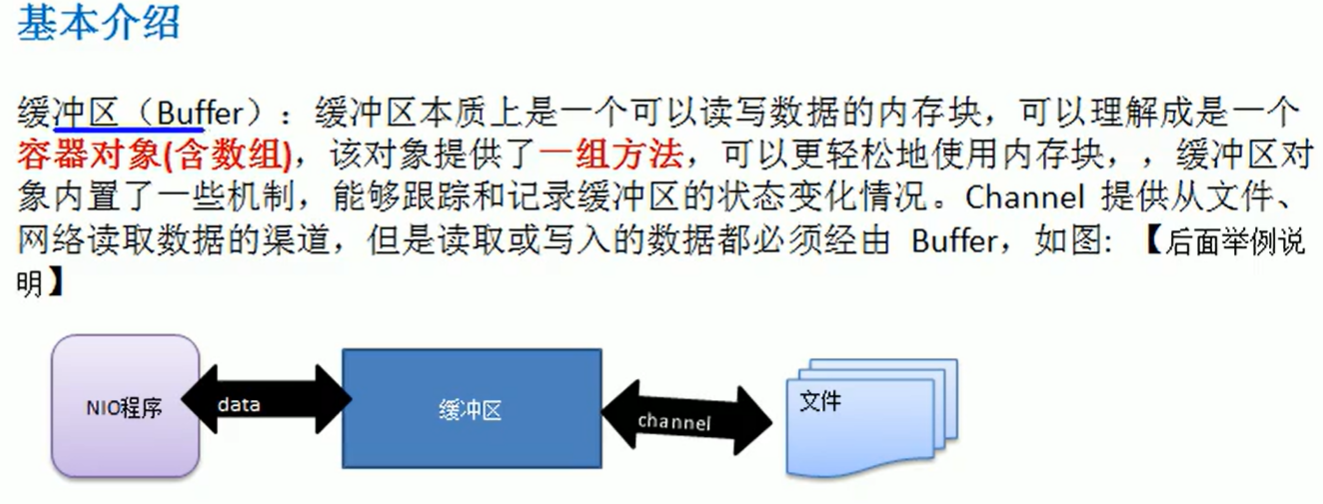 基本介绍
缓冲区（Buffer）：缓冲区本质上是一个可以读写数据的内存块，可以理解成是一个
容器对象(含数组)，该对象提供了一组方法，可以更轻松地使用内存块，，缓冲区对
象内置了一些机制，能够跟踪和记录缓冲区的状态变化情况。Channel 提供从文件、
网络读取数据的渠道，但是读取或写入的数据都必须经由 Buffer，如图: 【后面举例说
明】
NIO程序
data
缓冲区
channel
文件